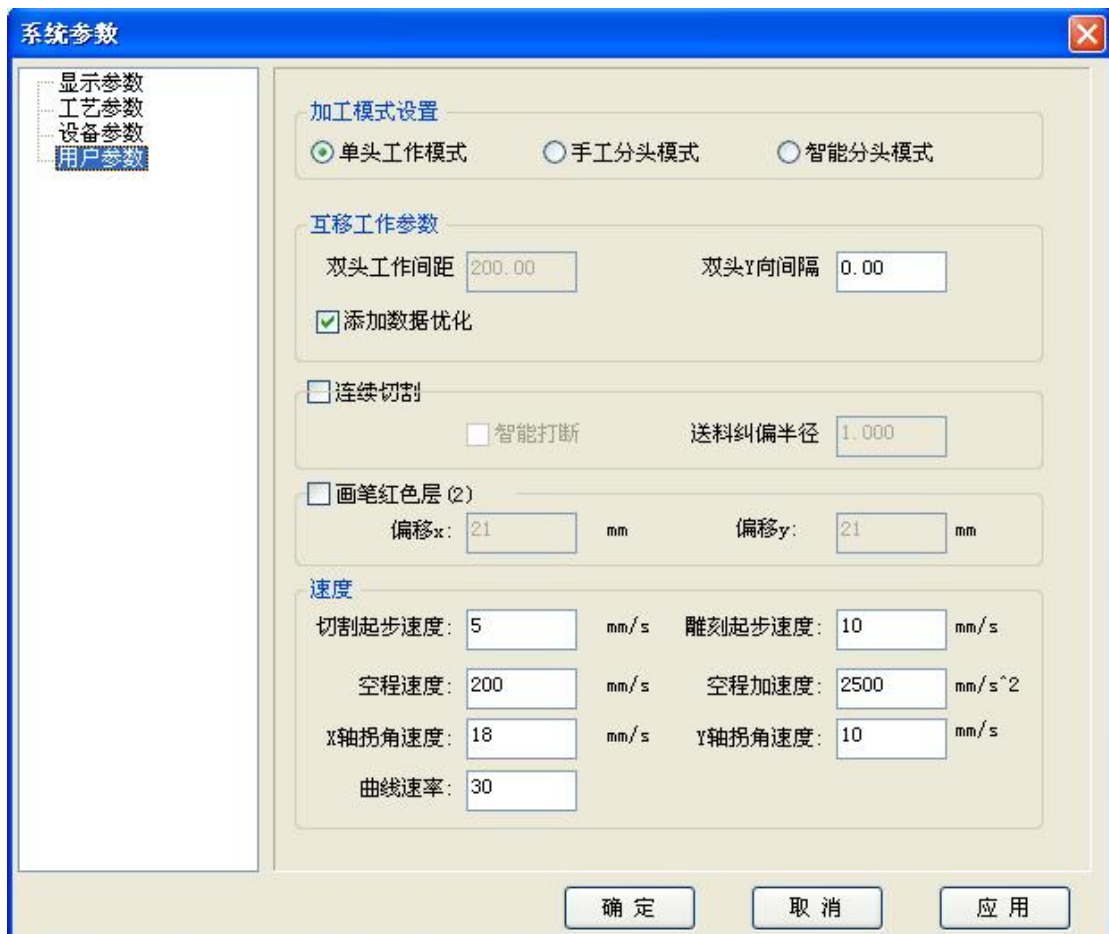 系统参数
显示参数
工艺参数
设备参数
用户参数
加工模式设置
单头工作模式 手工分头模式 智能分头模式
互移工作参数
双头工作间距 200.00 双头Y向间隔 0.00
添加数据优化
连续切割
智能打断 送料纠偏半径 1.000
画笔红色层(2)
偏移x: 21 mm 偏移y: 21 mm
速度
切割起步速度: 5 mm/s 雕刻起步速度: 10 mm/s
空程速度: 200 mm/s 空程加速度: 2500 mm/s^2
X轴拐角速度: 18 mm/s Y轴拐角速度: 10 mm/s
曲线速率: 30
确定 取消 应用